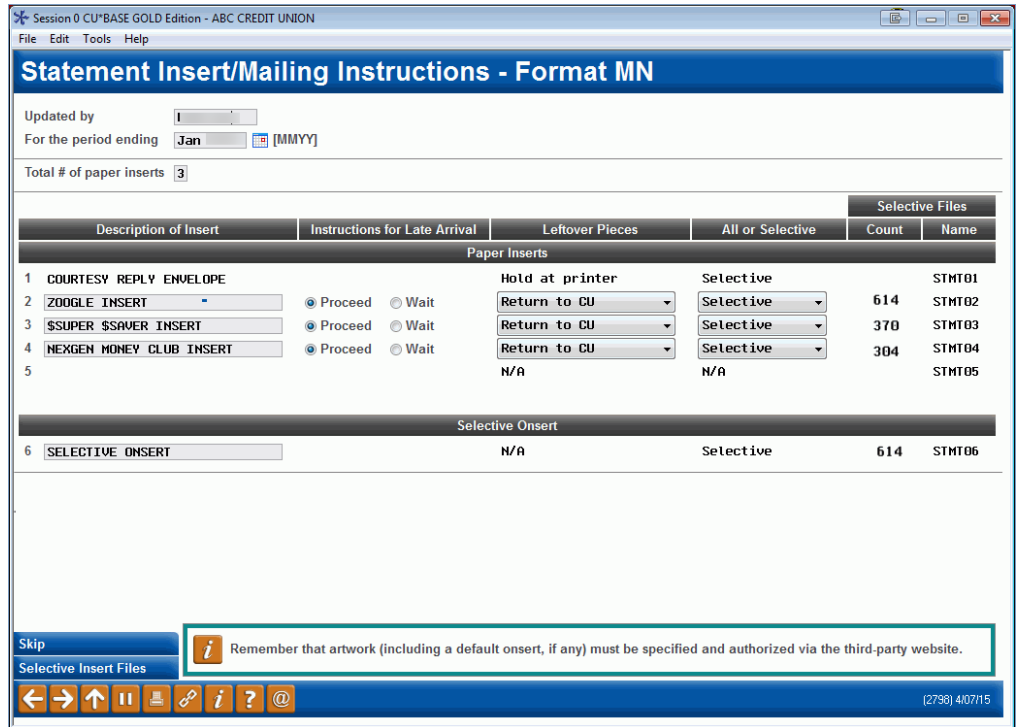 Session 0 CU*BASE GOLD Edition - ABC CREDIT UNION
File Edit Tools Help
Statement Insert/Mailing Instructions - Format MN
Updated by
For the period ending Jan [MMYY]
Total # of paper inserts 3
Selective Files
Description of Insert Instructions for Late Arrival Leftover Pieces All or Selective Count Name
Paper Inserts
1 COURTESY REPLY ENVELOPE Hold at printer Selective STMT01
2 ZOOGLE INSERT Proceed Wait Return to CU Selective 614 STMT02
3 $SUPER $SAVER INSERT Proceed Wait Return to CU Selective 370 STMT03
4 NEXGEN MONEY CLUB INSERT Proceed Wait Return to CU Selective 304 STMT04
5 N/A N/A STMT05
Selective Onsert
6 SELECTIVE ONSERT N/A Selective 614 STMT06
Skip
Remember that artwork (including a default onsert, if any) must be specified and authorized via the third-party website.
Selective Insert Files
(2798) 4/07/15